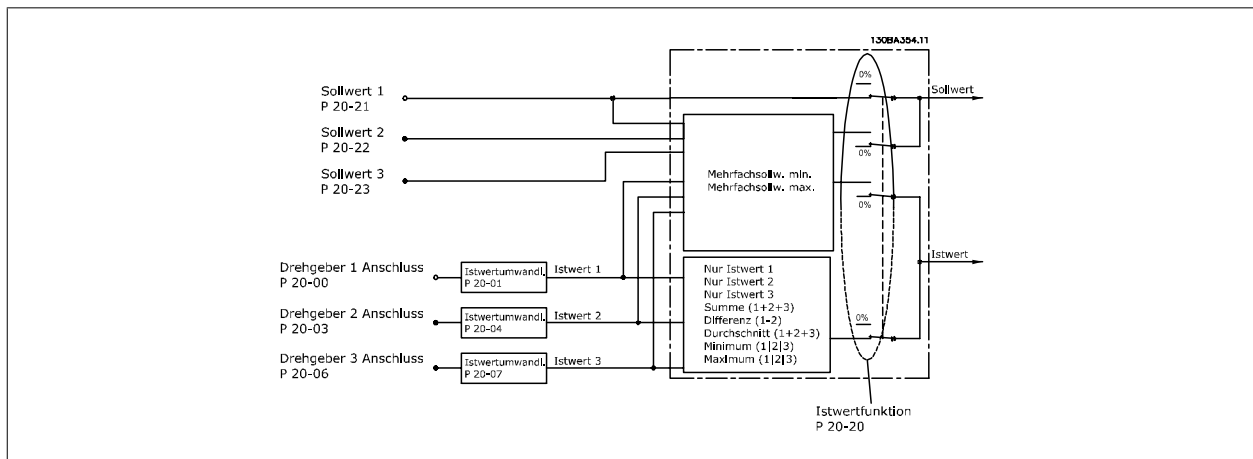 130BA354.11
Sollwert 1
P 20-21
Sollwert 2
P 20-22
Sollwert 3
P 20-23
0%
Sollwert
0%
Mehrfachsollw. min.
Mehrfachsollw. max.
0%
Drehgeber 1 Anschluss
P 20-00
Istwertumwandl.
P 20-01
Istwert 1
Drehgeber 2 Anschluss
P 20-03
Istwertumwandl.
P 20-04
Istwert 2
Drehgeber 3 Anschluss
P 20-06
Istwertumwandl.
P 20-07
Istwert 3
Nur Istwert 1
Nur Istwert 2
Nur Istwert 3
Summe (1+2+3)
Differenz (1-2)
Durchschnitt (1+2+3)
Minimum (1|2|3)
Maximum (1|2|3)
0%
Istwert
Istwertfunktion
P 20-20